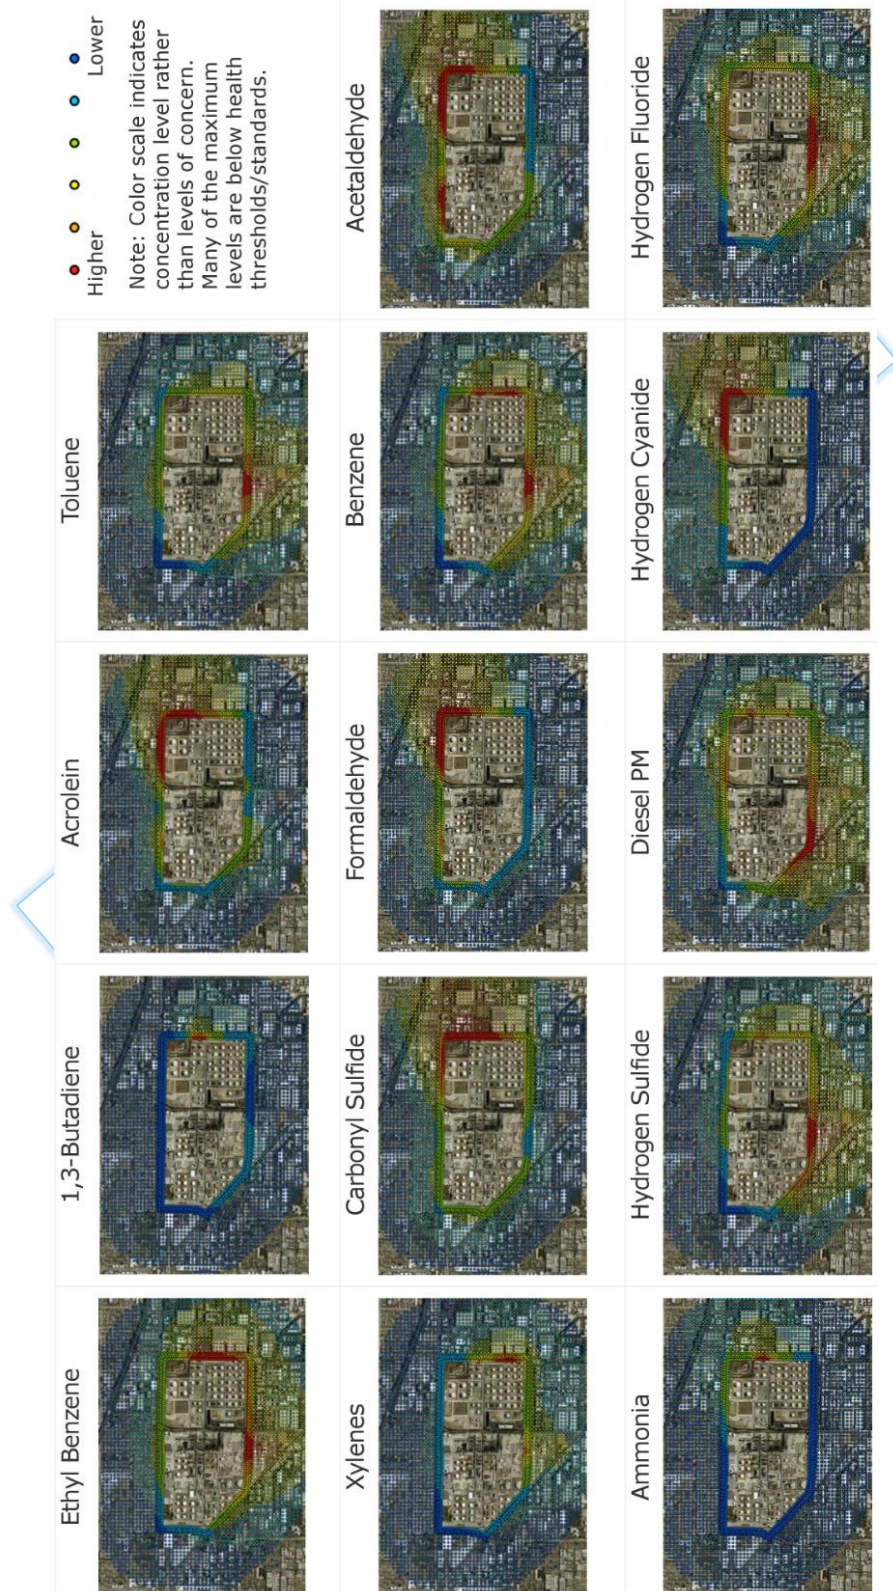 Ethyl Benzene
1,3-Butadiene
Acrolein
Toluene
Higher
Lower
Note: Color scale indicates
concentration level rather
than levels of concern.
Many of the maximum
levels are below health
thresholds/standards.
Xylenes
Carbonyl Sulfide
Formaldehyde
Benzene
Acetaldehyde
Ammonia
Hydrogen Sulfide
Diesel PM
Hydrogen Cyanide
Hydrogen Fluoride